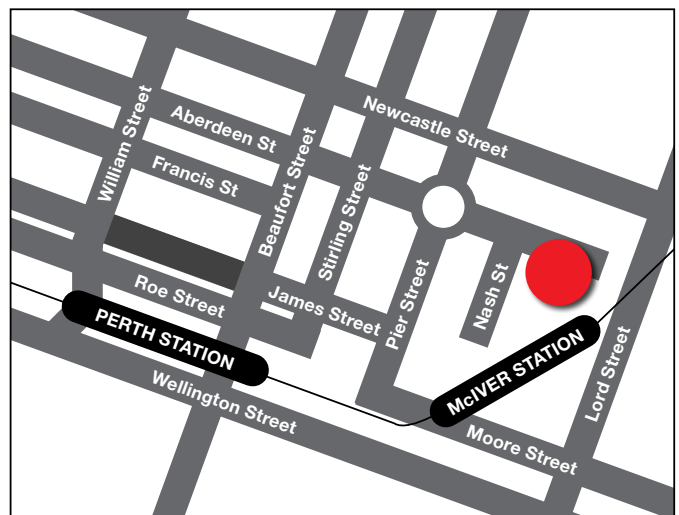 Newcastle Street
Aberdeen St
William Street
Francis St
Beaufort Street
Stirling Street
Roe Street
James Street
Pier Street
Nash St
PERTH STATION
McIVER STATION
Lord Street
Wellington Street
Moore Street